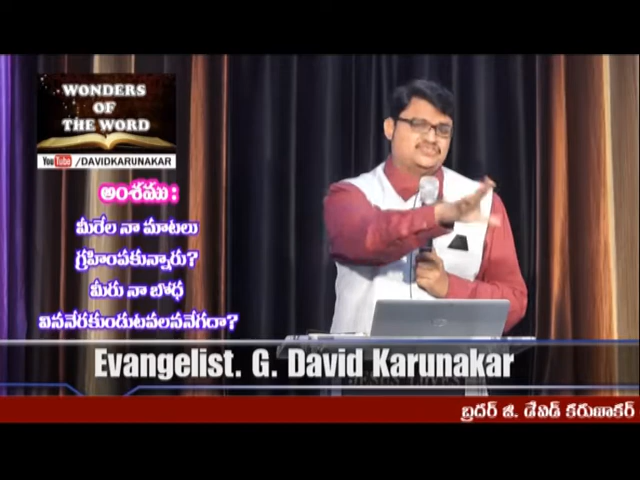 WONDERS
OF
THE WORD
YouTube /DAVIDKARUNAKAR
అంశము :
మీరేల నా మాటలు
గ్రహింపకున్నారు?
మీరు నా బోధ
విననేరకుండుటవలననేగదా?
Evangelist. G. David Karunakar
బ్రదర్ జి. డేవిడ్ కరుణాకర్